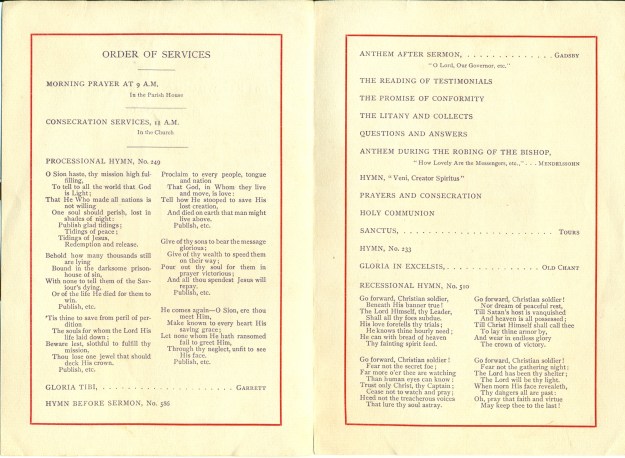 ORDER OF SERVICES
MORNING PRAYER AT 9 A.M.
In the Parish House
CONSECRATION SERVICES, 11 A.M.
In the Church
PROCESSIONAL HYMN, No. 249
O Sion haste, thy mission high ful-
filling,
To tell to all the world that God
is Light;
That He Who made all nations is
not willing
One soul should perish, lost in
shades of night:
Publish glad tidings;
Tidings of peace;
Tidings of Jesus,
Redemption and release.
Behold how many thousands still
are lying
Bound in the darksome prison-
house of sin,
With none to tell them of the Sav-
iour's dying,
Or of the life He died for them to
win.
Publish, etc.
'Tis thine to save from peril of per-
dition
The souls for whom the Lord His
life laid down;
Beware lest, slothful to fulfill thy
mission,
Thou lose one jewel that should
deck His crown.
Publish, etc.
Proclaim to every people, tongue
and nation
That God, in Whom they live
and move, is love:
Tell how He stooped to save His
lost creation,
And died on earth that man might
live above.
Publish, etc.
Give of thy sons to bear the message
glorious;
Give of thy wealth to speed them
on their way;
Pour out thy soul for them in
prayer victorious;
And all thou spendest Jesus will
repay.
Publish, etc.
He comes again—O Sion, ere thou
meet Him,
Make known to every heart His
saving grace;
Let none whom He hath ransomed
fail to greet Him,
Through thy neglect, unfit to see
His face.
Publish, etc.
GLORIA TIBI, . . . . . . . . . . . . . . . . . . . . GARRETT
HYMN BEFORE SERMON, No. 586
ANTHEM AFTER SERMON, . . . . . . . . . . . . . . GADSBY
"O Lord, Our Governor, etc."
THE READING OF TESTIMONIALS
THE PROMISE OF CONFORMITY
THE LITANY AND COLLECTS
QUESTIONS AND ANSWERS
ANTHEM DURING THE ROBING OF THE BISHOP,
"How Lovely Are the Messengers, etc.," . . . MENDELSSOHN
HYMN, "Veni, Creator Spiritus"
PRAYERS AND CONSECRATION
HOLY COMMUNION
SANCTUS, . . . . . . . . . . . . . . . . . . . . . . . TOURS
HYMN, No. 233
GLORIA IN EXCELSIS, . . . . . . . . . . . . . OLD CHANT
RECESSIONAL HYMN, No. 510
Go forward, Christian soldier,
Beneath His banner true!
The Lord Himself, thy Leader,
Shall all thy foes subdue.
His love foretells thy trials;
He knows thine hourly need;
He can with bread of heaven
Thy fainting spirit feed.
Go forward, Christian soldier!
Fear not the secret foe;
Far more o'er thee are watching
Than human eyes can know:
Trust only Christ, thy Captain;
Cease not to watch and pray;
Heed not the treacherous voices
That lure thy soul astray.
Go forward, Christian soldier!
Nor dream of peaceful rest,
Till Satan's host is vanquished
And heaven is all possessed;
Till Christ Himself shall call thee
To lay thine armor by,
And wear in endless glory
The crown of victory.
Go forward, Christian soldier!
Fear not the gathering night:
The Lord has been thy shelter;
The Lord will be thy light.
When morn His face revealeth,
Thy dangers all are past:
Oh, pray that faith and virtue
May keep thee to the last!